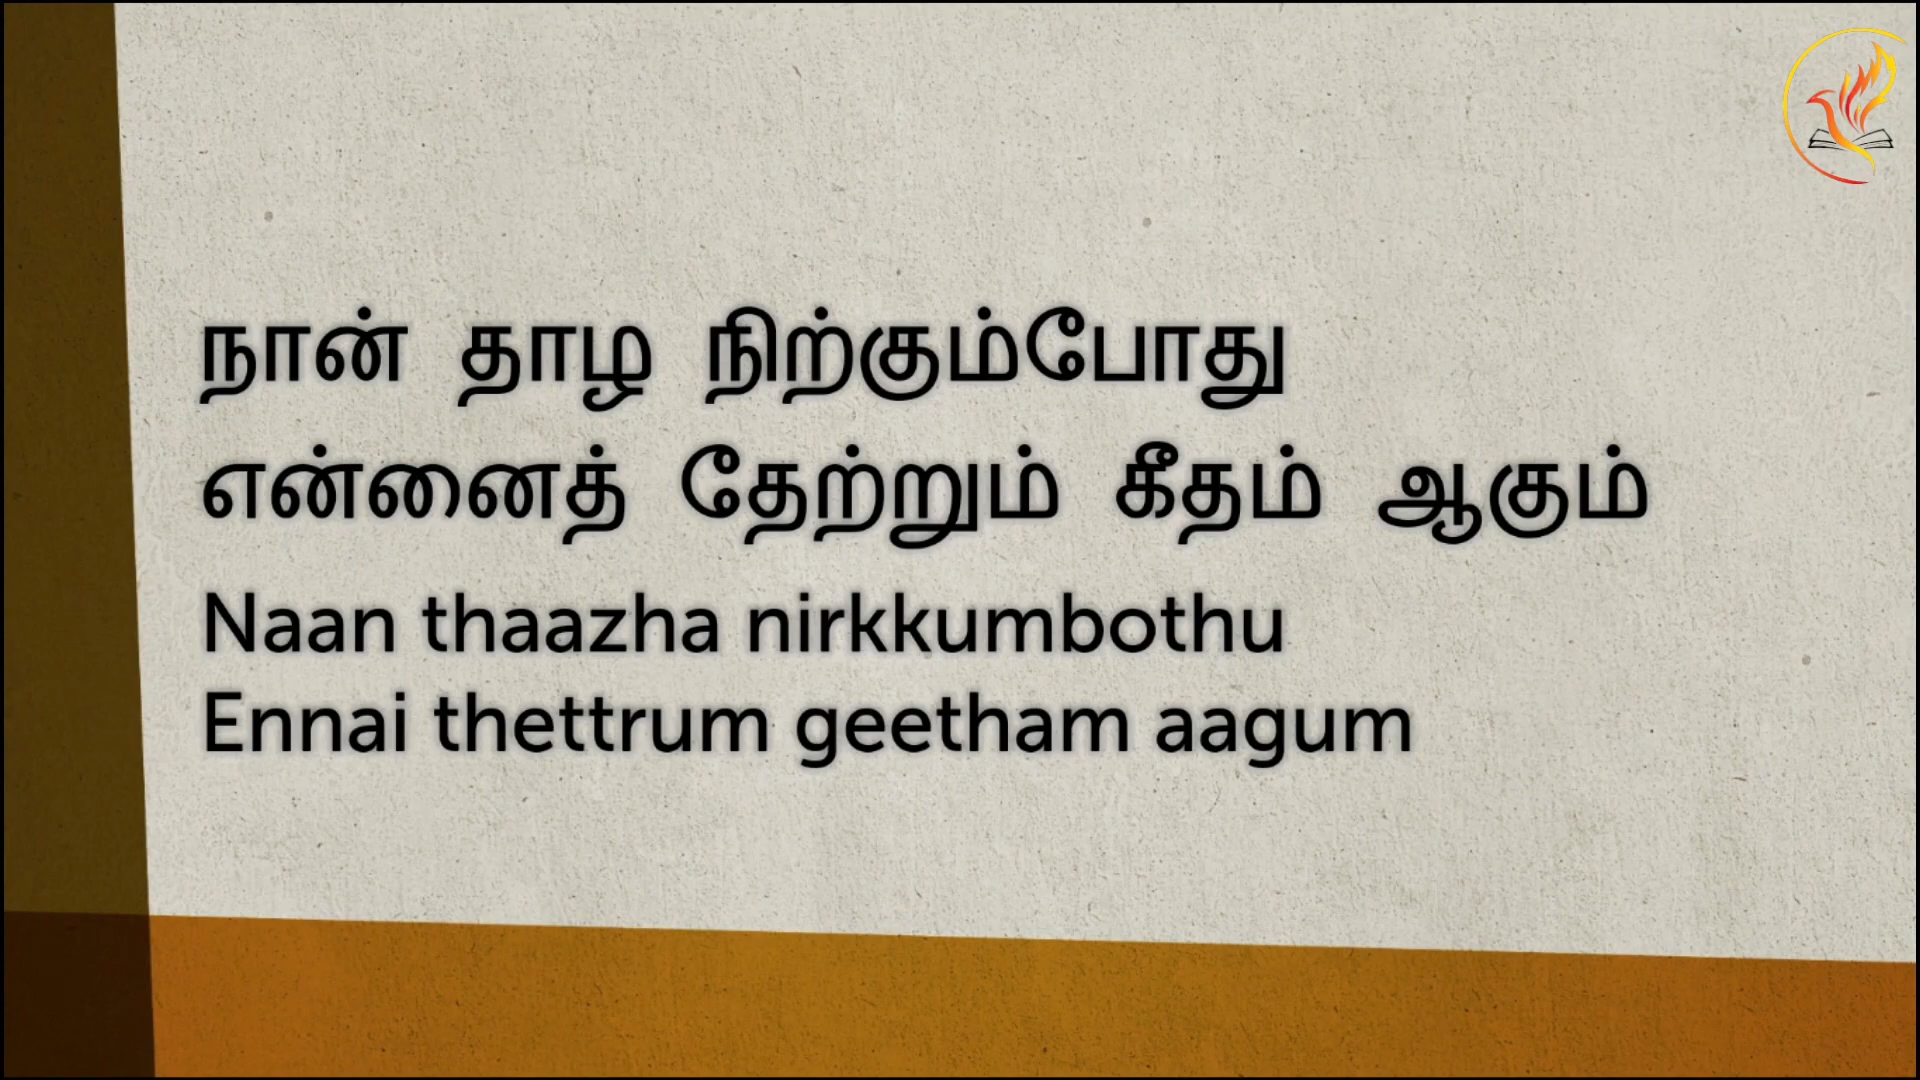 நான் தாழ நிற்கும்போது
என்னைத் தேற்றும் கீதம் ஆகும்
Naan thaazha nirkkumbothu
Ennai thettrum geetham aagum